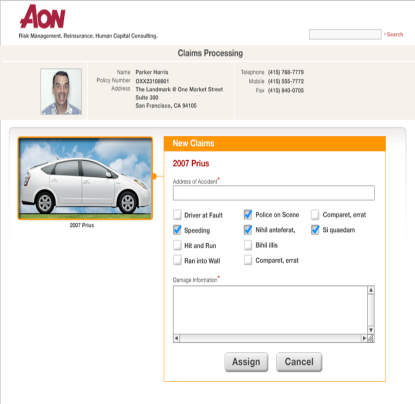 AON
Risk Management. Reinsurance. Human Capital Consulting.
Search
Claims Processing
Name Parker Harris
Policy Number OXX23108901
Address The Landmark @ One Market Street
Suite 300
San Francisco, CA 94105
Telephone (415) 768-7779
Mobile (415) 555-7772
Fax (415) 840-0705
New Claims
2007 Prius
Address of Accident*
Driver at Fault
Police on Scene
Comparet, errat
Speeding
Nihil anteferat,
Si quaedam
Hit and Run
Bihil illis
Ran into Wall
Comparet, errat
Damage Information*
Assign
Cancel
2007 Prius